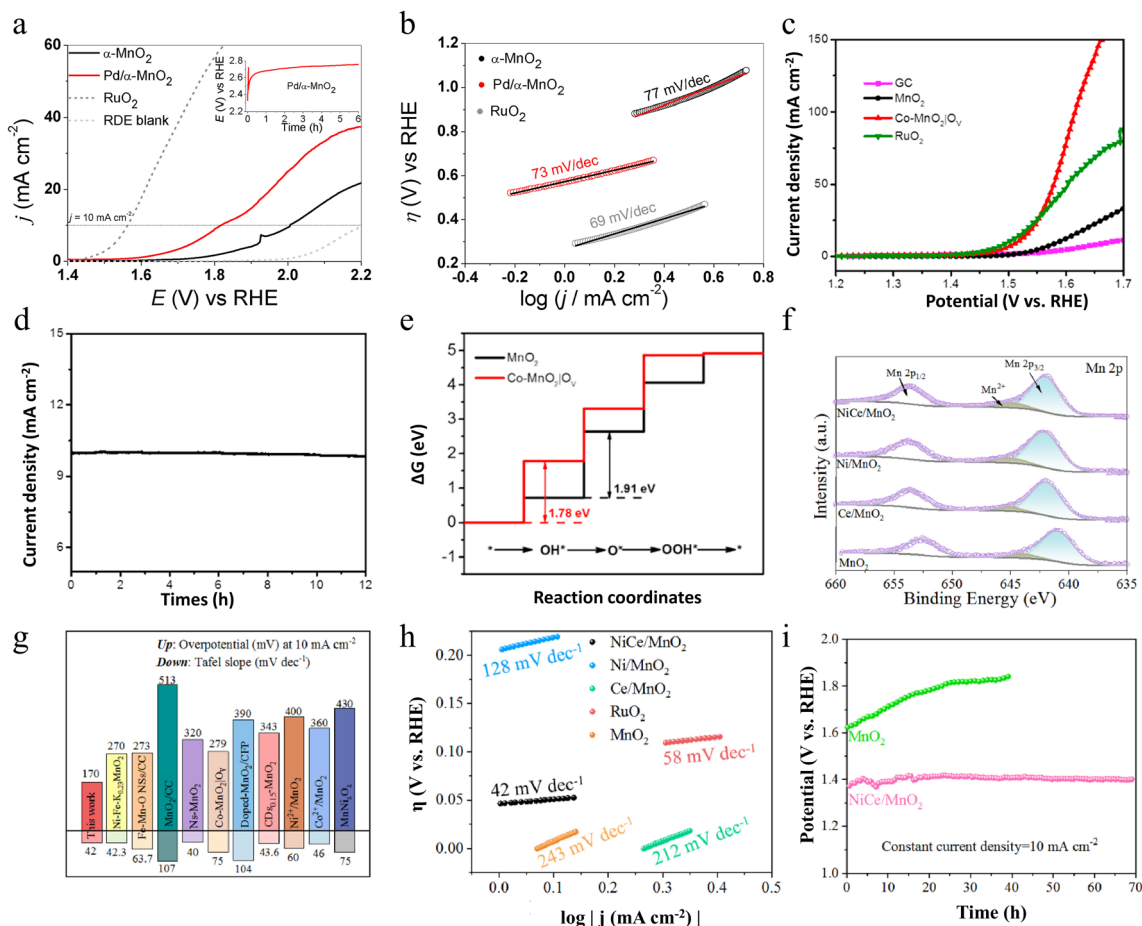 a
α-MnO₂
Pd/α-MnO₂
RuO₂
RDE blank
E (V) vs RHE
2.8
2.6
2.4
2.2
Pd/α-MnO₂
0 1 2 3 4 5 6
Time (h)
j = 10 mA cm⁻²
j (mA cm⁻²)
60
40
20
10
0
1.4 1.6 1.8 2.0 2.2
E (V) vs RHE
b
α-MnO₂
Pd/α-MnO₂
RuO₂
77 mV/dec
73 mV/dec
69 mV/dec
η (V) vs RHE
1.2
1.0
0.8
0.6
0.4
0.2
-0.4 0.0 0.4 0.8
log (j / mA cm⁻²)
c
GC
MnO₂
Co-MnO₂|Oᵥ
RuO₂
Current density (mA cm⁻²)
150
125
100
75
50
25
0
1.2 1.3 1.4 1.5 1.6 1.7
Potential (V vs. RHE)
d
Current density (mA cm⁻²)
15
12
9
6
0 2 4 6 8 10 12
Times (h)
e
MnO₂
Co-MnO₂|Oᵥ
1.78 eV
1.91 eV
* OH* O* OOH* *
ΔG (eV)
5
4
3
2
1
0
-1
Reaction coordinates
f
Mn 2p
Mn 2p₁/₂
Mn 2p₃/₂
Mn²⁺
NiCe/MnO₂
Ni/MnO₂
Ce/MnO₂
MnO₂
Intensity (a.u.)
660 655 650 645 640 635
Binding Energy (eV)
g
Up: Overpotential (mV) at 10 mA cm⁻²
Down: Tafel slope (mV dec⁻¹)
170 270 273 513 320 279 390 343 400 360 430
This work
Ni-Fe-K₀.₂₃MnO₂
Fe-Mn-O NSs/CC
MnO₂/CC
Ns-MnO₂
Co-MnO₂|Oᵥ
Doped-MnO₂/CFP
CDs₀.₁₅-MnO₂
Ni²⁺/MnO₂
Co²⁺/MnO₂
MnNi₂Oₓ
42 42.3 63.7 107 40 75 104 43.6 60 46 75
h
NiCe/MnO₂
Ni/MnO₂
Ce/MnO₂
RuO₂
MnO₂
128 mV dec⁻¹
58 mV dec⁻¹
42 mV dec⁻¹
243 mV dec⁻¹
212 mV dec⁻¹
η (V vs. RHE)
0.20
0.15
0.10
0.05
0.00
0.0 0.1 0.2 0.3 0.4 0.5
log | j (mA cm⁻²) |
i
MnO₂
NiCe/MnO₂
Constant current density=10 mA cm⁻²
Potential (V vs. RHE)
2.0
1.8
1.6
1.4
1.2
1.0
0 10 20 30 40 50 60 70
Time (h)